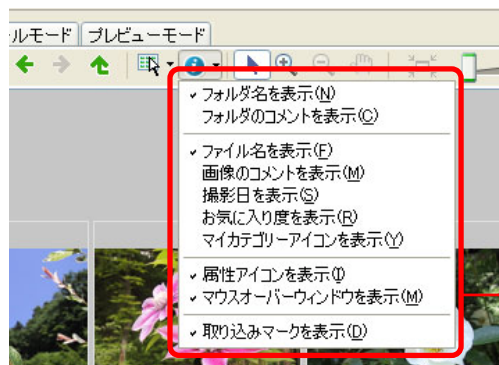 ルモード プレビューモード
✓ フォルダ名を表示(N)
フォルダのコメントを表示(C)
✓ ファイル名を表示(F)
画像のコメントを表示(M)
撮影日を表示(S)
お気に入り度を表示(R)
マイカテゴリーアイコンを表示(Y)
✓ 属性アイコンを表示(I)
✓ マウスオーバーウィンドウを表示(M)
✓ 取り込みマークを表示(D)